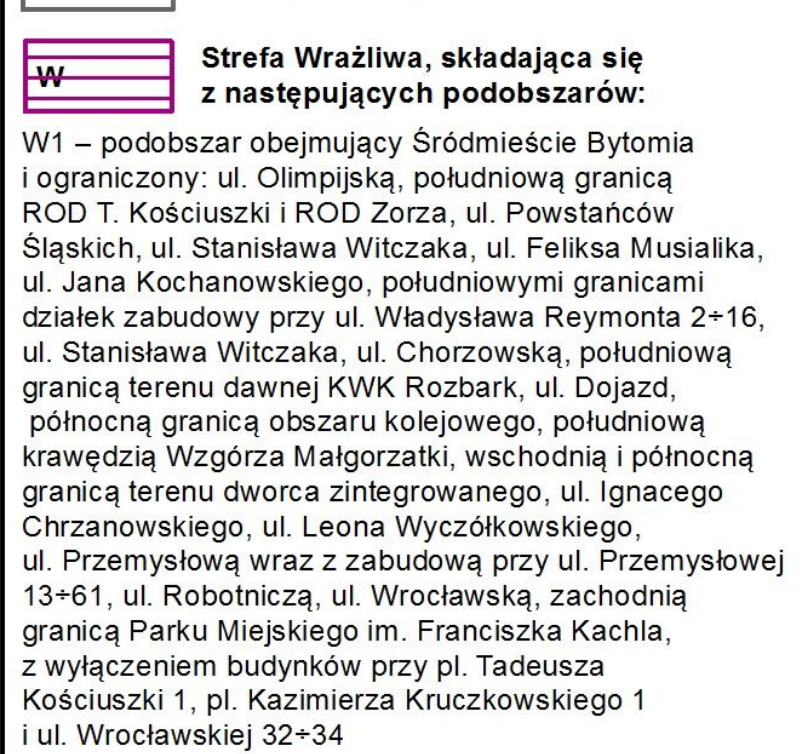 W
Strefa Wrażliwa, składająca się
z następujących podobszarów:
W1 – podobszar obejmujący Śródmieście Bytomia
i ograniczony: ul. Olimpijską, południową granicą
ROD T. Kościuszki i ROD Zorza, ul. Powstańców
Śląskich, ul. Stanisława Witczaka, ul. Feliksa Musialika,
ul. Jana Kochanowskiego, południowymi granicami
działek zabudowy przy ul. Władysława Reymonta 2÷16,
ul. Stanisława Witczaka, ul. Chorzowską, południową
granicą terenu dawnej KWK Rozbark, ul. Dojazd,
północną granicą obszaru kolejowego, południową
krawędzią Wzgórza Małgorzatki, wschodnią i północną
granicą terenu dworca zintegrowanego, ul. Ignacego
Chrzanowskiego, ul. Leona Wyczółkowskiego,
ul. Przemysłową wraz z zabudową przy ul. Przemysłowej
13÷61, ul. Robotniczą, ul. Wrocławską, zachodnią
granicą Parku Miejskiego im. Franciszka Kachla,
z wyłączeniem budynków przy pl. Tadeusza
Kościuszki 1, pl. Kazimierza Kruczkowskiego 1
i ul. Wrocławskiej 32÷34